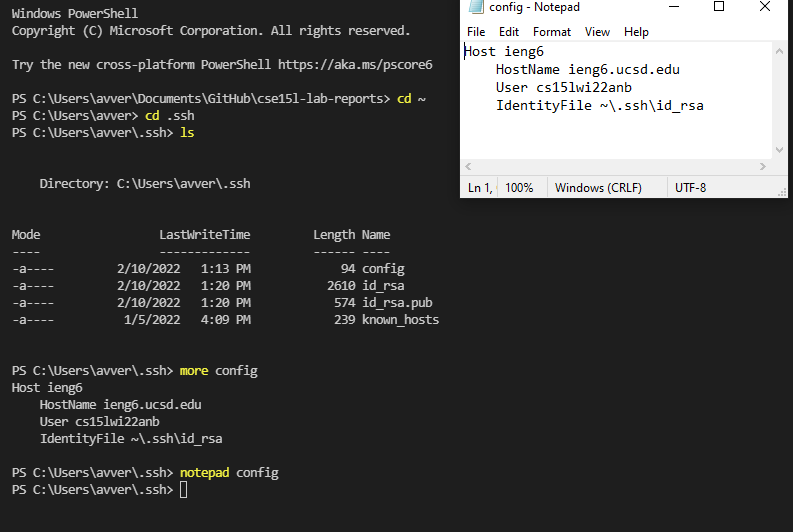 Windows PowerShell
Copyright (C) Microsoft Corporation. All rights reserved.
Try the new cross-platform PowerShell https://aka.ms/pscore6
PS C:\Users\avver\Documents\GitHub\cse15l-lab-reports> cd ~
PS C:\Users\avver> cd .ssh
PS C:\Users\avver\.ssh> ls
Directory: C:\Users\avver\.ssh
Mode LastWriteTime Length Name
---- ------------- ------ ----
-a---- 2/10/2022 1:13 PM 94 config
-a---- 2/10/2022 1:20 PM 2610 id_rsa
-a---- 2/10/2022 1:20 PM 574 id_rsa.pub
-a---- 1/5/2022 4:09 PM 239 known_hosts
PS C:\Users\avver\.ssh> more config
Host ieng6
HostName ieng6.ucsd.edu
User cs15lwi22anb
IdentityFile ~\.ssh\id_rsa
PS C:\Users\avver\.ssh> notepad config
PS C:\Users\avver\.ssh>
config - Notepad
File Edit Format View Help
Host ieng6
HostName ieng6.ucsd.edu
User cs15lwi22anb
IdentityFile ~\.ssh\id_rsa
Ln 1, 100% Windows (CRLF) UTF-8